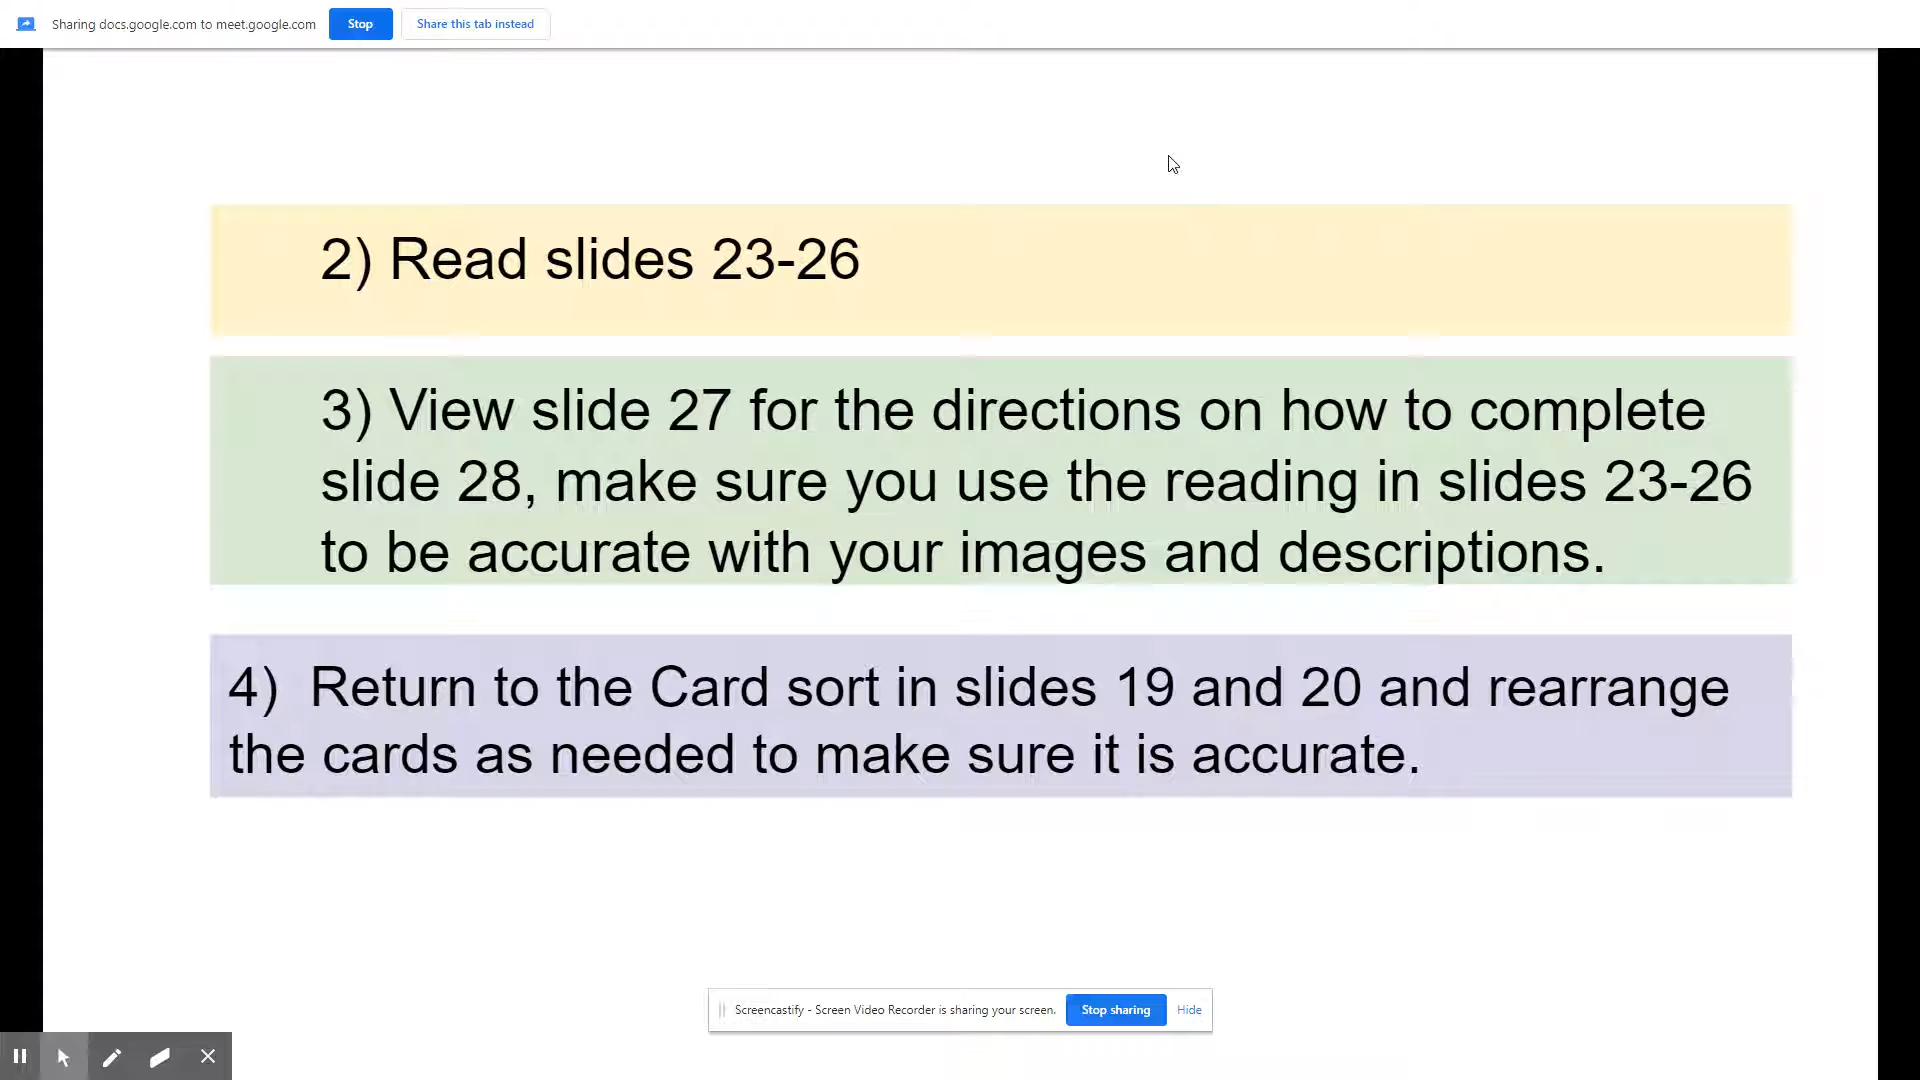 Sharing docs.google.com to meet.google.com Stop Share this tab instead
2) Read slides 23-26
3) View slide 27 for the directions on how to complete
slide 28, make sure you use the reading in slides 23-26
to be accurate with your images and descriptions.
4) Return to the Card sort in slides 19 and 20 and rearrange
the cards as needed to make sure it is accurate.
Screencastify - Screen Video Recorder is sharing your screen. Stop sharing Hide